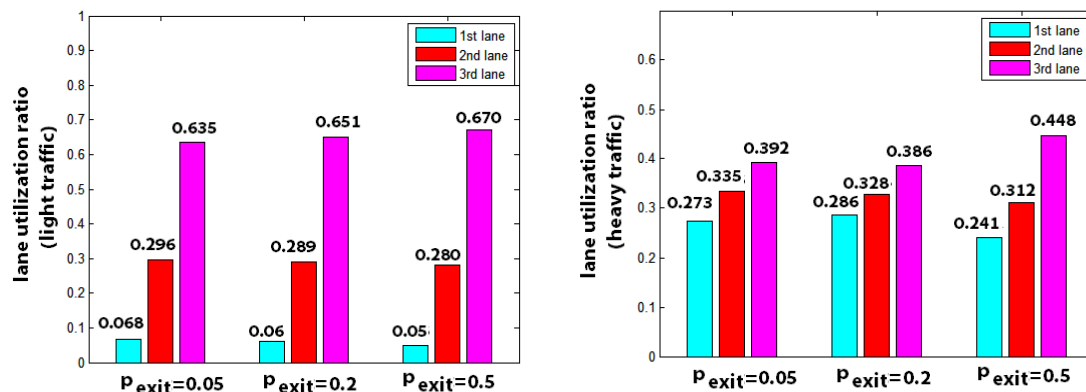 lane utilization ratio
(light traffic)
1
0.9
0.8
0.7
0.6
0.5
0.4
0.3
0.2
0.1
0
1st lane
2nd lane
3rd lane
0.068
0.296
0.635
0.06
0.289
0.651
0.05
0.280
0.670
p exit=0.05
p exit=0.2
p exit=0.5
lane utilization ratio
(heavy traffic)
0.6
0.5
0.4
0.3
0.2
0.1
0
1st lane
2nd lane
3rd lane
0.273
0.335
0.392
0.286
0.328
0.386
0.241
0.312
0.448
p exit=0.05
p exit=0.2
p exit=0.5